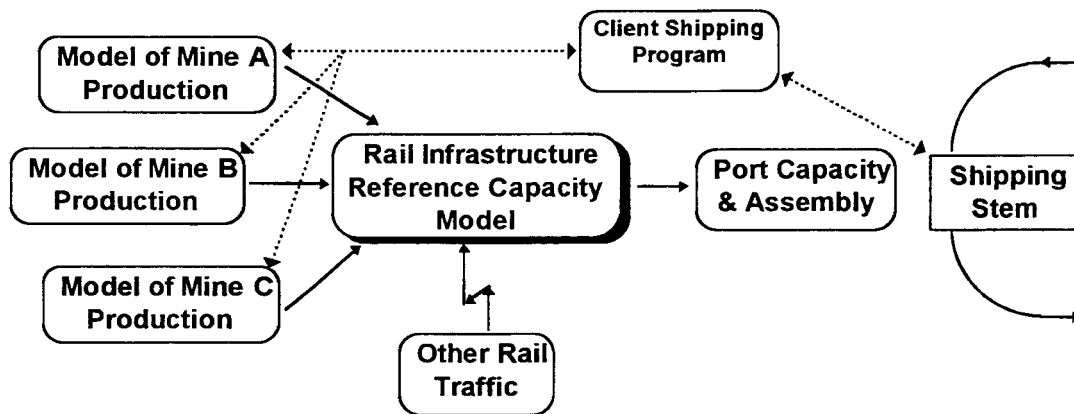 Model of Mine A
Production
Client Shipping
Program
Model of Mine B
Production
Rail Infrastructure
Reference Capacity
Model
Port Capacity
& Assembly
Shipping
Stem
Model of Mine C
Production
Other Rail
Traffic